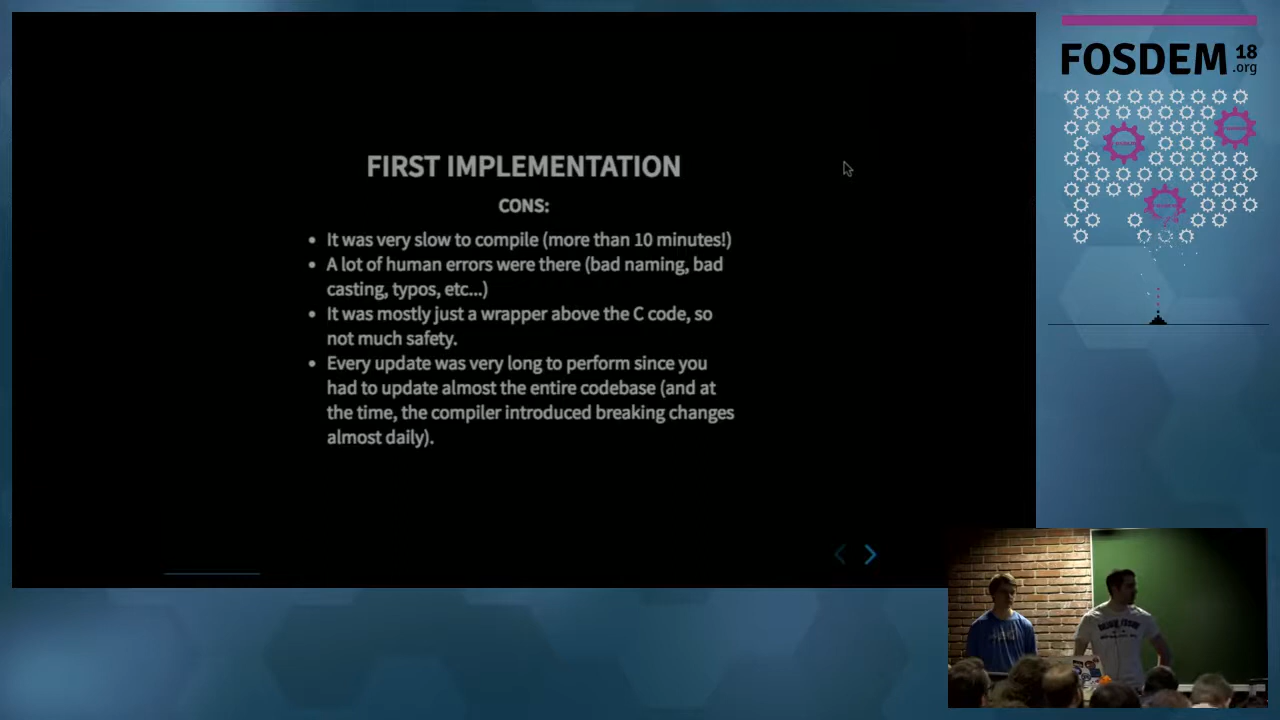 FOSDEM 18
.org
FIRST IMPLEMENTATION
CONS:
• It was very slow to compile (more than 10 minutes!)
• A lot of human errors were there (bad naming, bad
casting, typos, etc...)
• It was mostly just a wrapper above the C code, so
not much safety.
• Every update was very long to perform since you
had to update almost the entire codebase (and at
the time, the compiler introduced breaking changes
almost daily).